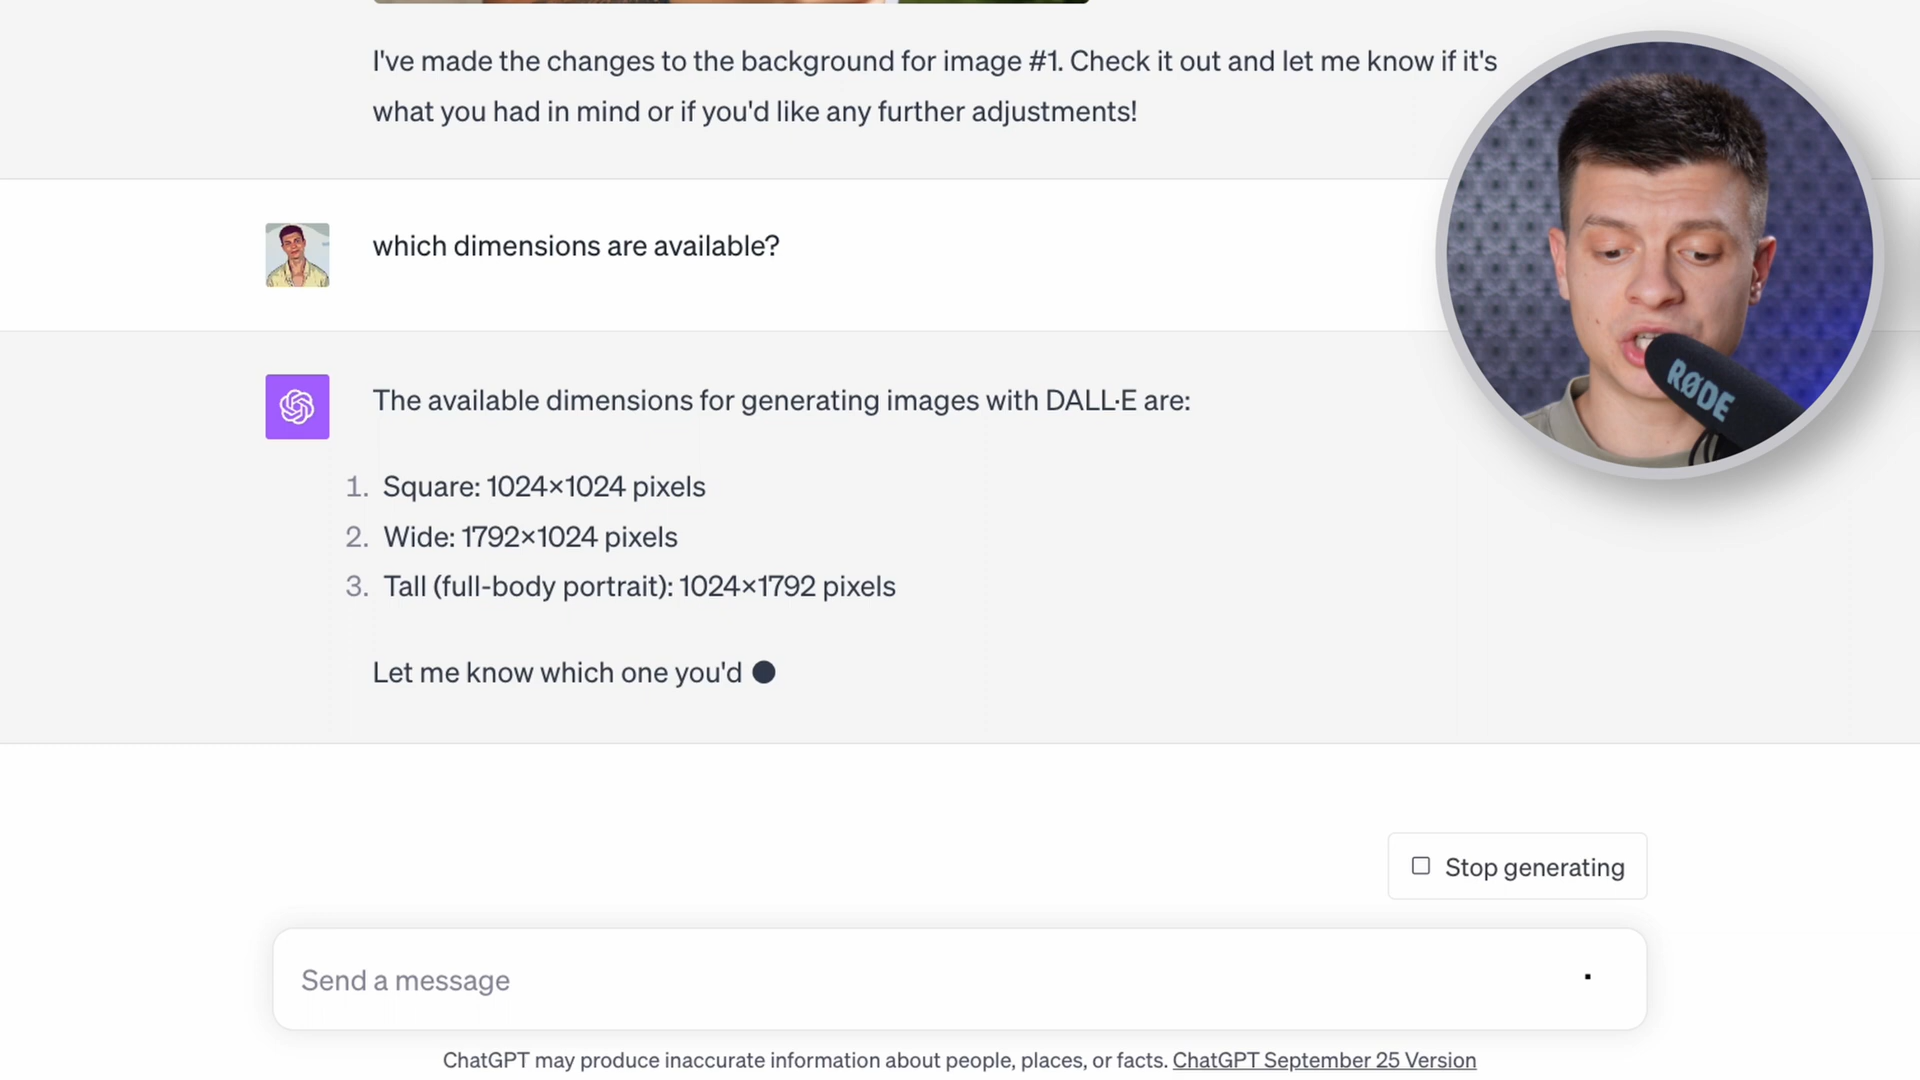 I've made the changes to the background for image #1. Check it out and let me know if it's
what you had in mind or if you'd like any further adjustments!
which dimensions are available?
The available dimensions for generating images with DALL·E are:
1. Square: 1024×1024 pixels
2. Wide: 1792×1024 pixels
3. Tall (full-body portrait): 1024×1792 pixels
Let me know which one you'd
RØDE
Stop generating
Send a message
ChatGPT may produce inaccurate information about people, places, or facts. ChatGPT September 25 Version